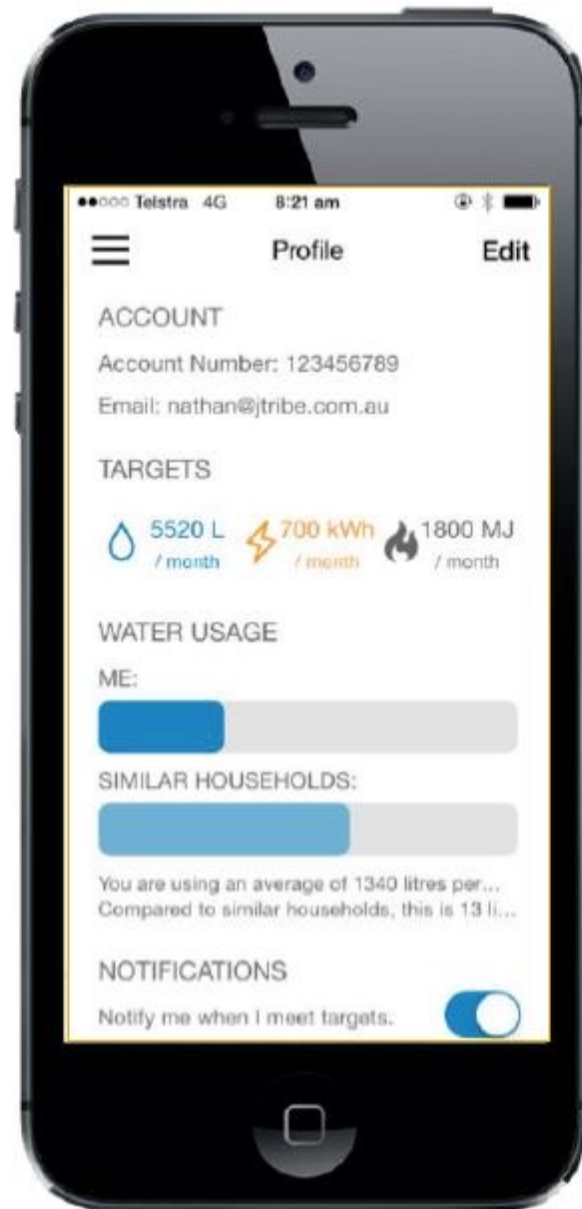 Telstra 4G 8:21 am
Profile Edit
ACCOUNT
Account Number: 123456789
Email: nathan@jtribe.com.au
TARGETS
5520 L 700 kWh 1800 MJ
/ month / month / month
WATER USAGE
ME:
SIMILAR HOUSEHOLDS:
You are using an average of 1340 litres per...
Compared to similar households, this is 13 li...
NOTIFICATIONS
Notify me when I meet targets.